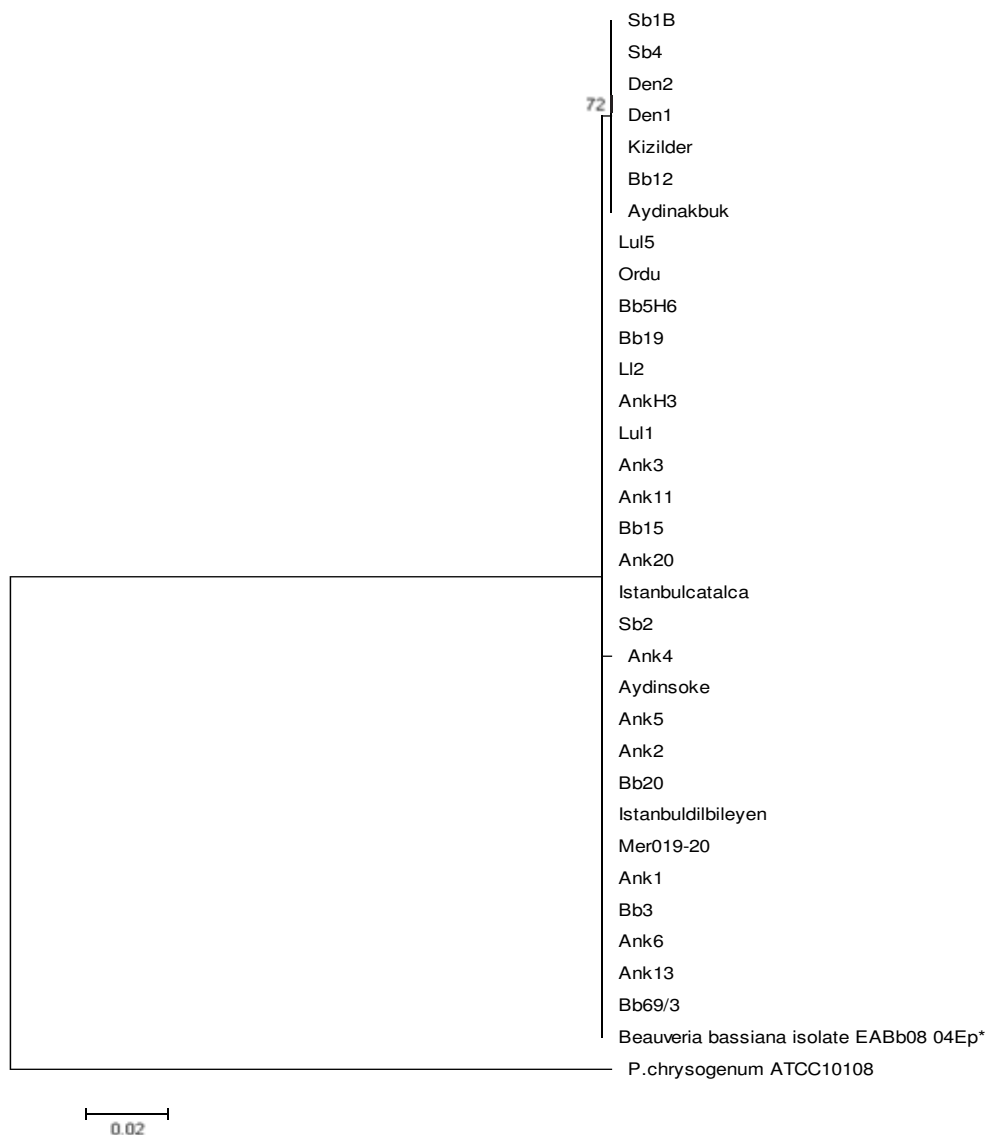 Sb1B
Sb4
Den2
72
Den1
Kizilder
Bb12
Aydinakbuk
Lul5
Ordu
Bb5H6
Bb19
Ll2
AnkH3
Lul1
Ank3
Ank11
Bb15
Ank20
Istanbulcatalca
Sb2
Ank4
Aydinsoke
Ank5
Ank2
Bb20
Istanbuldilbileyen
Mer019-20
Ank1
Bb3
Ank6
Ank13
Bb69/3
Beauveria bassiana isolate EABb08 04Ep*
P.chrysogenum ATCC10108
0.02